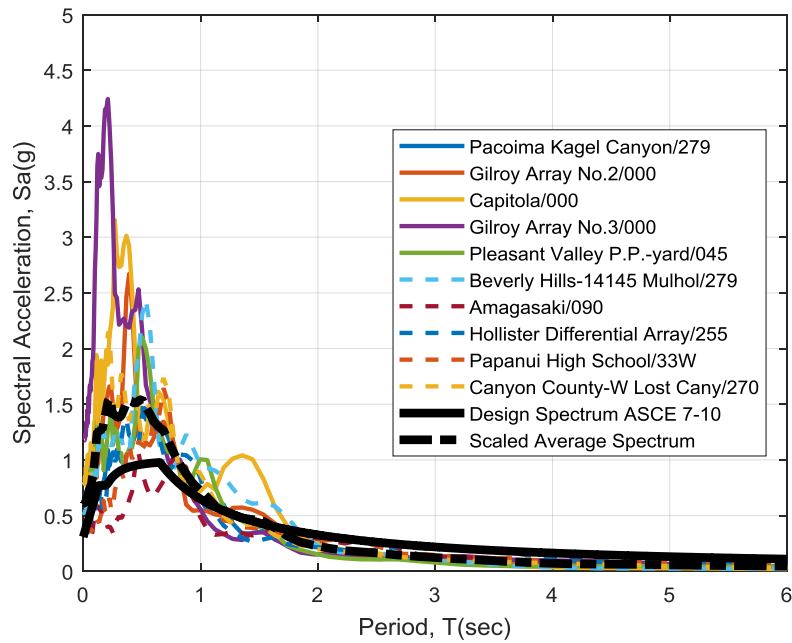 5
4.5
4
3.5
3
2.5
2
1.5
1
0.5
0
0 1 2 3 4 5 6
Spectral Acceleration, Sa(g)
Period, T(sec)
Pacoima Kagel Canyon/279
Gilroy Array No.2/000
Capitola/000
Gilroy Array No.3/000
Pleasant Valley P.P.-yard/045
Beverly Hills-14145 Mulhol/279
Amagasaki/090
Hollister Differential Array/255
Papanui High School/33W
Canyon County-W Lost Cany/270
Design Spectrum ASCE 7-10
Scaled Average Spectrum